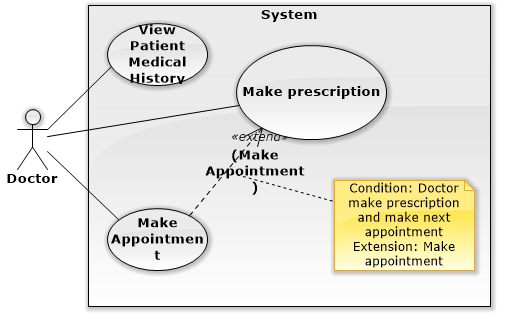 System
View
Patient
Medical
History
Make prescription
«extend»
(Make
Appointment
)
Doctor
Make
Appointmen
t
Condition: Doctor
make prescription
and make next
appointment
Extension: Make
appointment